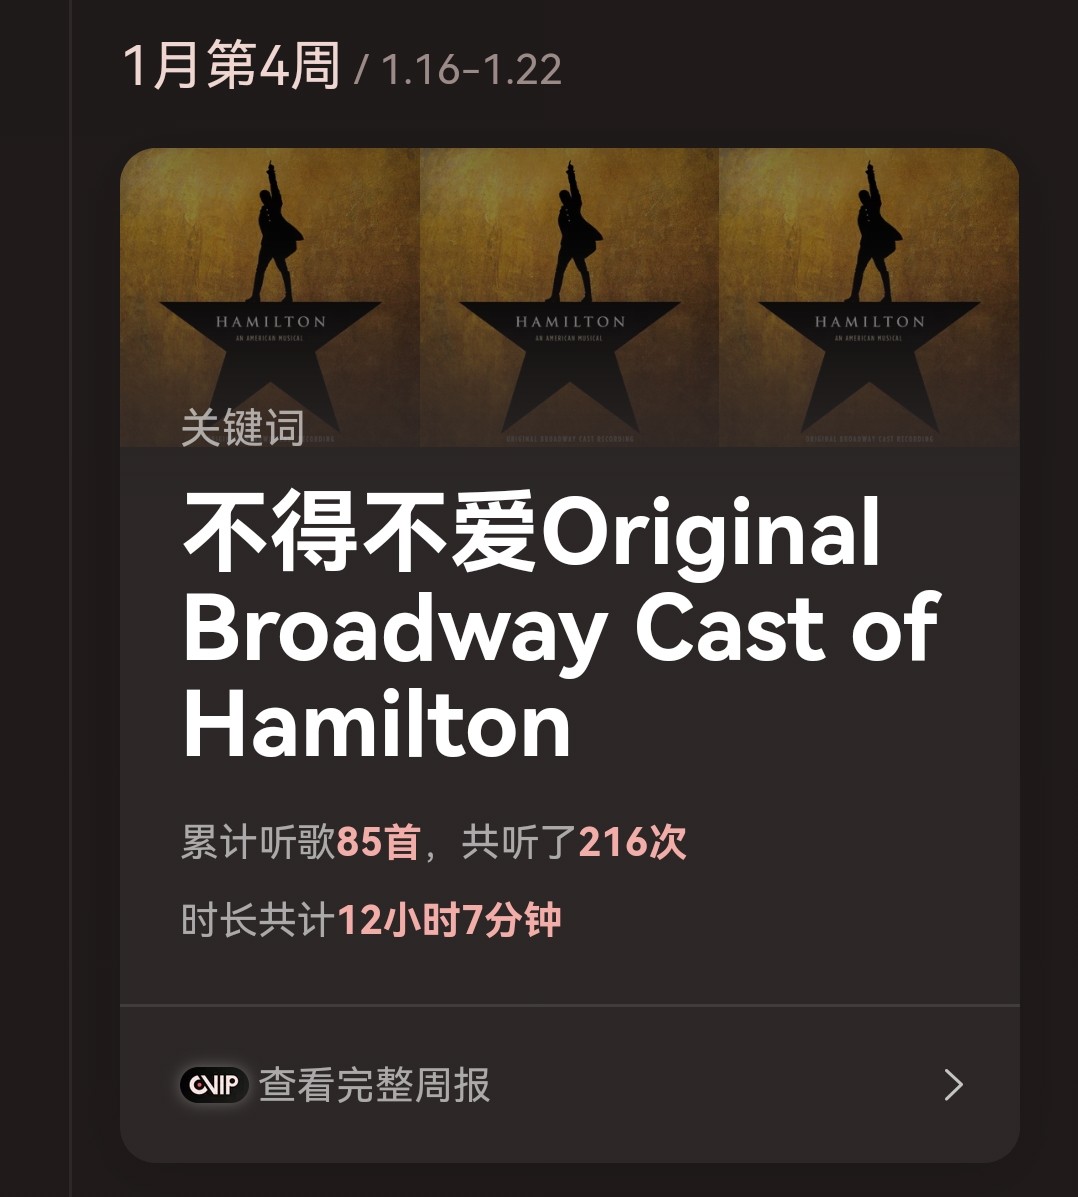 1月第4周 / 1.16-1.22
HAMILTON
AN AMERICAN MUSICAL
HAMILTON
AN AMERICAN MUSICAL
HAMILTON
AN AMERICAN MUSICAL
ORIGINAL BROADWAY CAST RECORDING
ORIGINAL BROADWAY CAST RECORDING
关键词
不得不爱Original
Broadway Cast of
Hamilton
累计听歌85首，共听了216次
时长共计12小时7分钟
VIP 查看完整周报